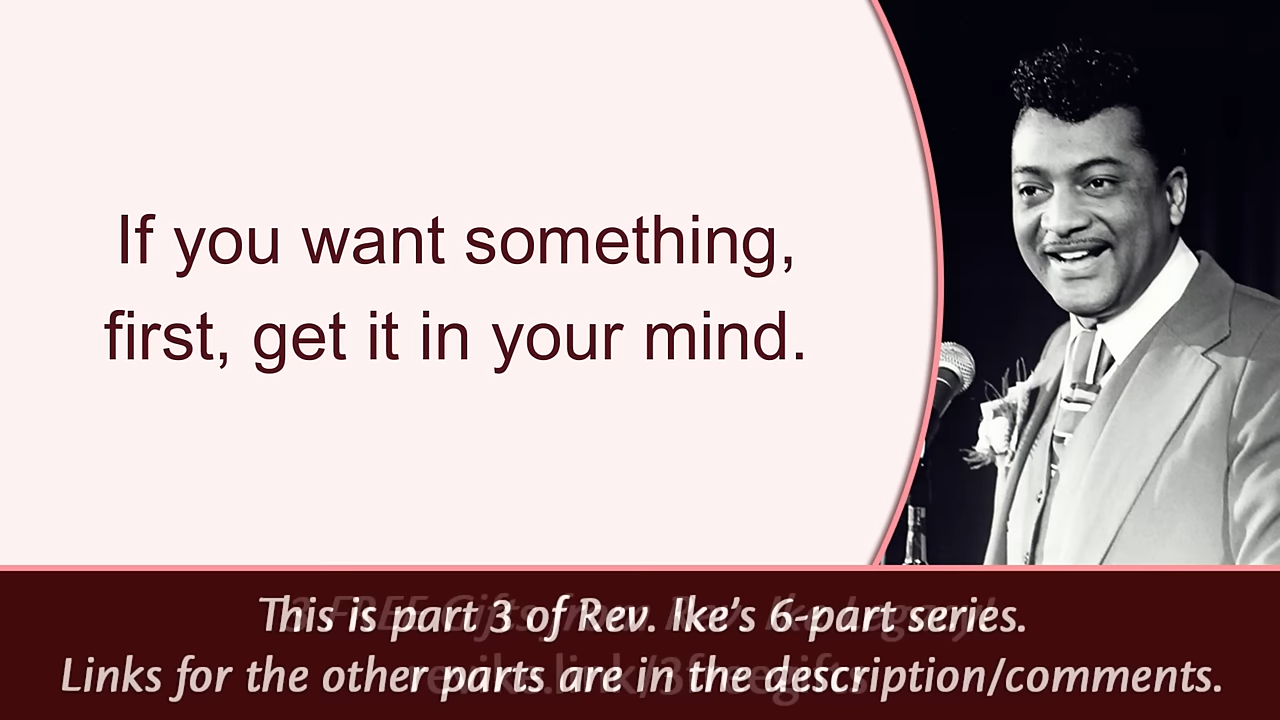 If you want something,
first, get it in your mind.
This is part 3 of Rev. Ike's 6-part series.
Links for the other parts are in the description/comments.